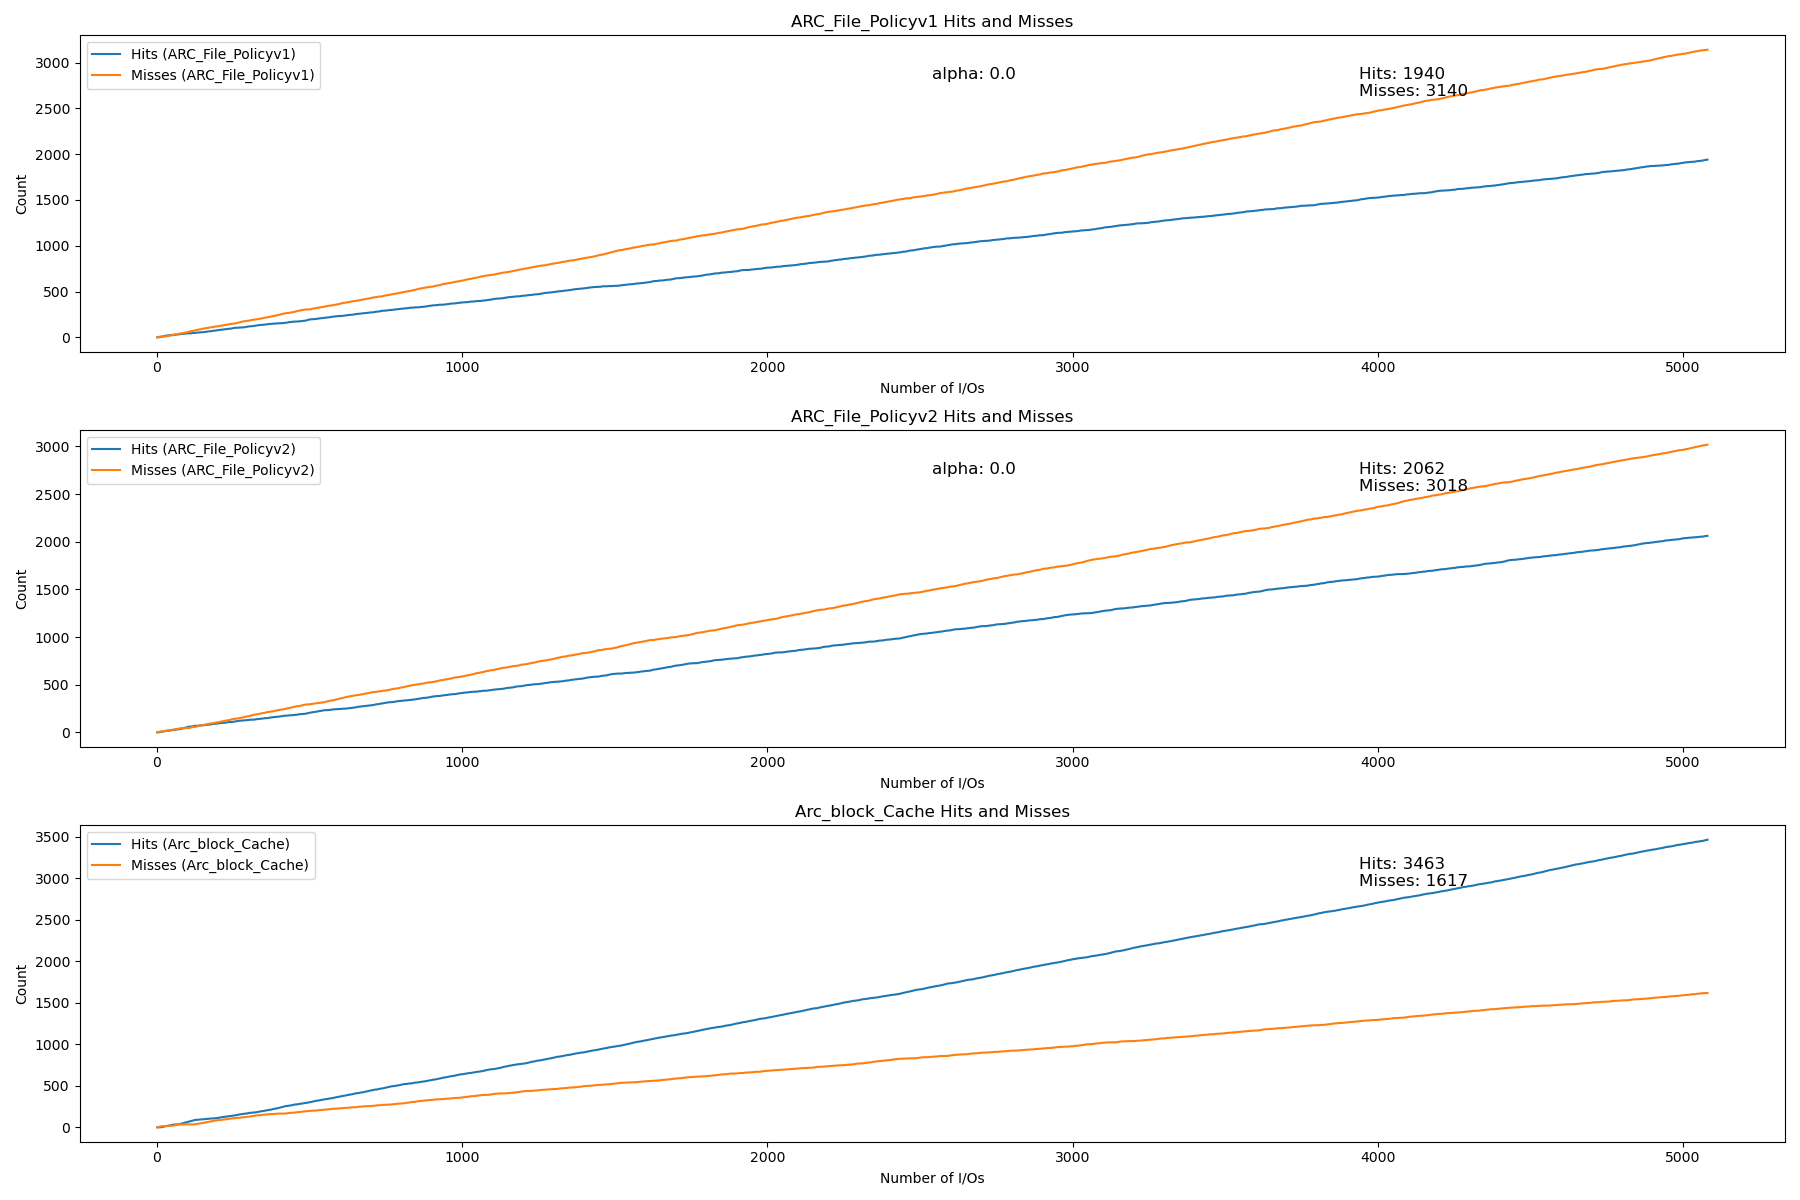 ARC_File_Policyv1 Hits and Misses
Hits (ARC_File_Policyv1)
Misses (ARC_File_Policyv1)
alpha: 0.0
Hits: 1940
Misses: 3140
Count
3000
2500
2000
1500
1000
500
0
0 1000 2000 3000 4000 5000
Number of I/Os
ARC_File_Policyv2 Hits and Misses
Hits (ARC_File_Policyv2)
Misses (ARC_File_Policyv2)
alpha: 0.0
Hits: 2062
Misses: 3018
Count
3000
2500
2000
1500
1000
500
0
0 1000 2000 3000 4000 5000
Number of I/Os
Arc_block_Cache Hits and Misses
Hits (Arc_block_Cache)
Misses (Arc_block_Cache)
Hits: 3463
Misses: 1617
Count
3500
3000
2500
2000
1500
1000
500
0
0 1000 2000 3000 4000 5000
Number of I/Os